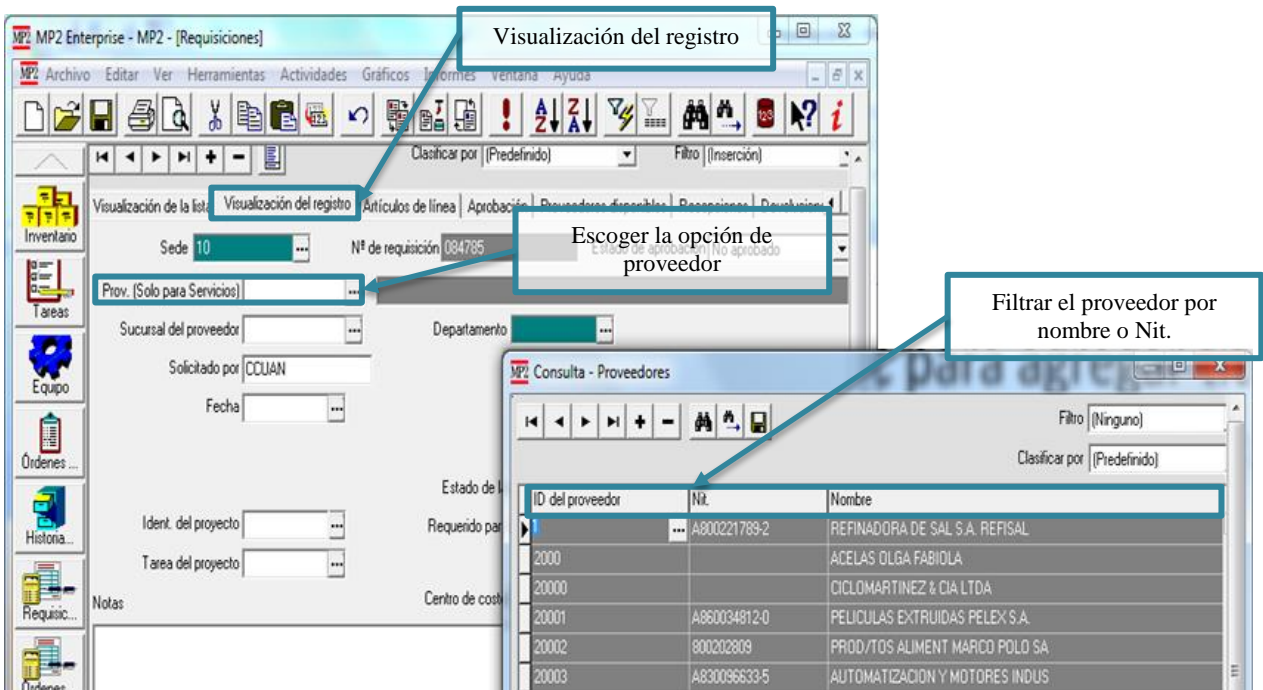 MP2 Enterprise - MP2 - [Requisiciones]
Visualización del registro
Archivo Editar Ver Herramientas Actividades Gráficos Informes Ventana Ayuda
Clasificar por (Predefinido) Filtro (Inserción)
Visualización de la lista Visualización del registro Artículos de línea Aprobación Proveedores disponibles Recepciones
Inventario
Sede 10 Nº de requisición 084785 Estado de aprobación No aprobado
Escoger la opción de
proveedor
Prov. (Solo para Servicios)
Tareas
Filtrar el proveedor por
nombre o Nit.
Sucursal del proveedor Departamento
Solicitado por CCUAN
Equipo
Fecha
Órdenes ...
Historia...
Requisic...
Órdenes
Estado de
Ident. del proyecto Requerido
Tarea del proyecto
Notas Centro de
para agregar
MP2 Consulta - Proveedores
Filtro (Ninguno)
Clasificar por (Predefinido)
ID del proveedor Nit. Nombre
1 A800221789-2 REFINADORA DE SAL S.A. REFISAL
2000 ACELAS OLGA FABIOLA
20000 CICLOMARTINEZ & CIA LTDA
20001 A860034812-0 PELICULAS EXTRUIDAS PELEX S.A.
20002 800202809 PROD/TOS ALIMENT MARCO POLO SA
20003 A830096633-5 AUTOMATIZACION Y MOTORES INDUS